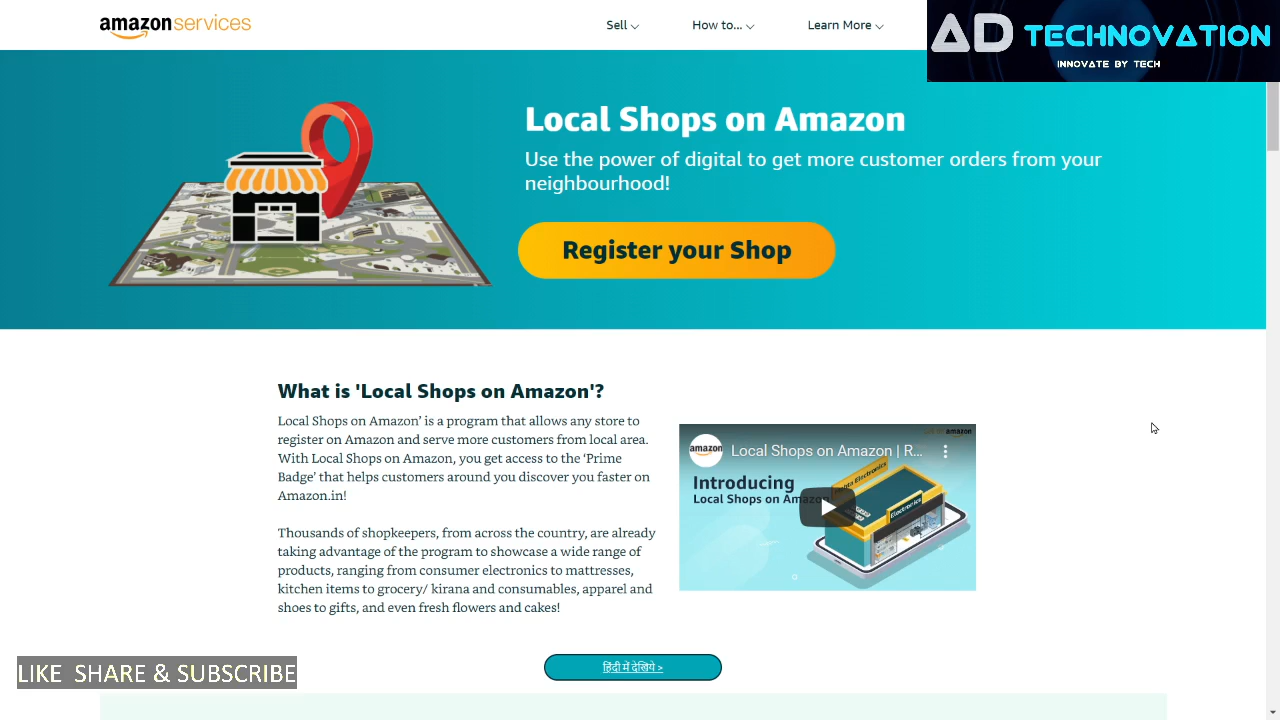 amazonservices
Sell
How to...
Learn More
AD TECHNOVATION
INNOVATE BY TECH
Local Shops on Amazon
Use the power of digital to get more customer orders from your
neighbourhood!
Register your Shop
What is 'Local Shops on Amazon'?
Local Shops on Amazon’ is a program that allows any store to
register on Amazon and serve more customers from local area.
With Local Shops on Amazon, you get access to the ‘Prime
Badge’ that helps customers around you discover you faster on
Amazon.in!
Thousands of shopkeepers, from across the country, are already
taking advantage of the program to showcase a wide range of
products, ranging from consumer electronics to mattresses,
kitchen items to grocery/ kirana and consumables, apparel and
shoes to gifts, and even fresh flowers and cakes!
amazon
Local Shops on Amazon | R...
amazon
Introducing
Local Shops on Amazon
Electronics
Electronics
हिंदी में देखिये >
LIKE SHARE & SUBSCRIBE